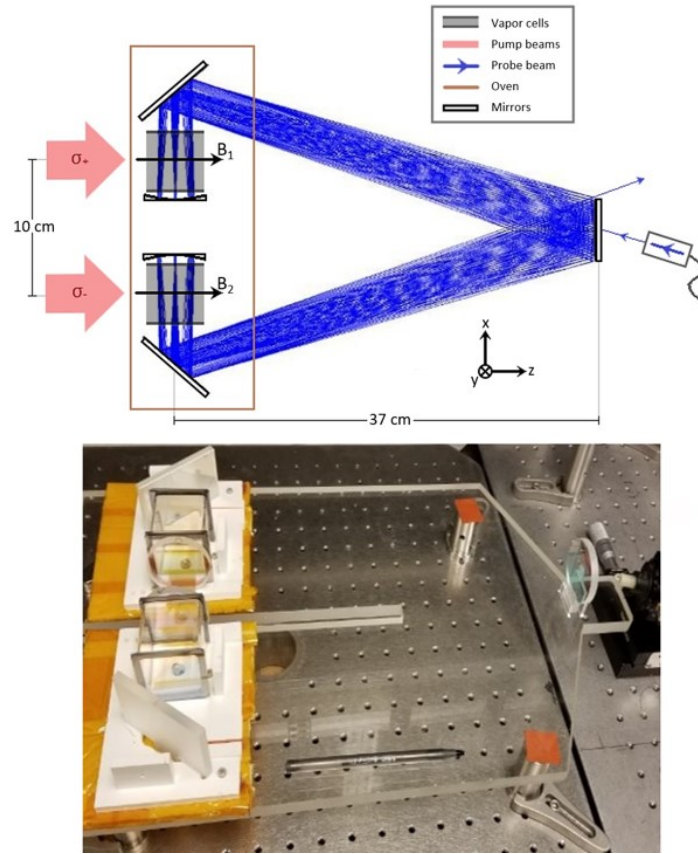 Vapor cells
Pump beams
Probe beam
Oven
Mirrors
σ₊
B₁
10 cm
σ₋
B₂
x
y
z
37 cm